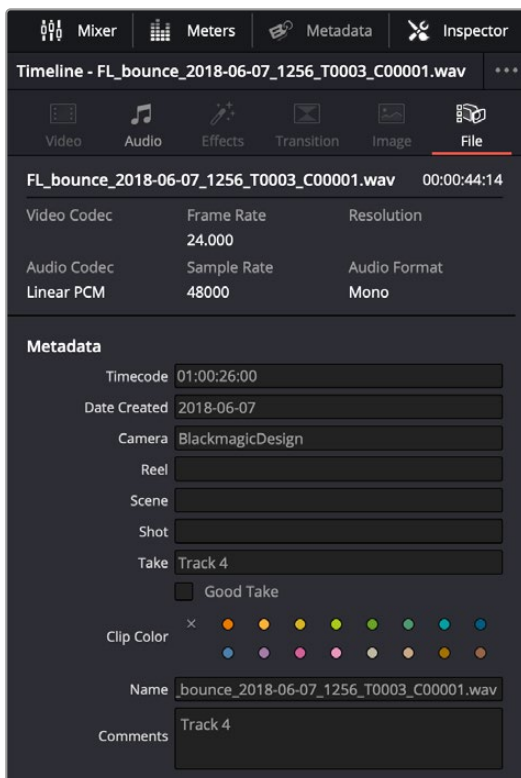 Mixer Meters Metadata Inspector
Timeline - FL_bounce_2018-06-07_1256_T0003_C00001.wav
Video Audio Effects Transition Image File
FL_bounce_2018-06-07_1256_T0003_C00001.wav 00:00:44:14
Video Codec Frame Rate Resolution
24.000
Audio Codec Sample Rate Audio Format
Linear PCM 48000 Mono
Metadata
Timecode 01:00:26:00
Date Created 2018-06-07
Camera BlackmagicDesign
Reel
Scene
Shot
Take Track 4
Good Take
Clip Color
Name _bounce_2018-06-07_1256_T0003_C00001.wav
Comments Track 4